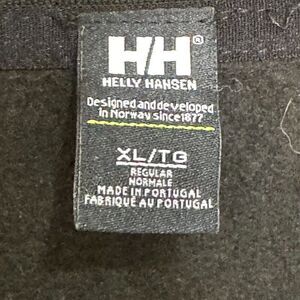 H/H®
HELLY HANSEN
Designed and developed
in Norway since 1877
XL/TG
REGULAR
NORMALE
MADE IN PORTUGAL
FABRIQUÉ AU PORTUGAL